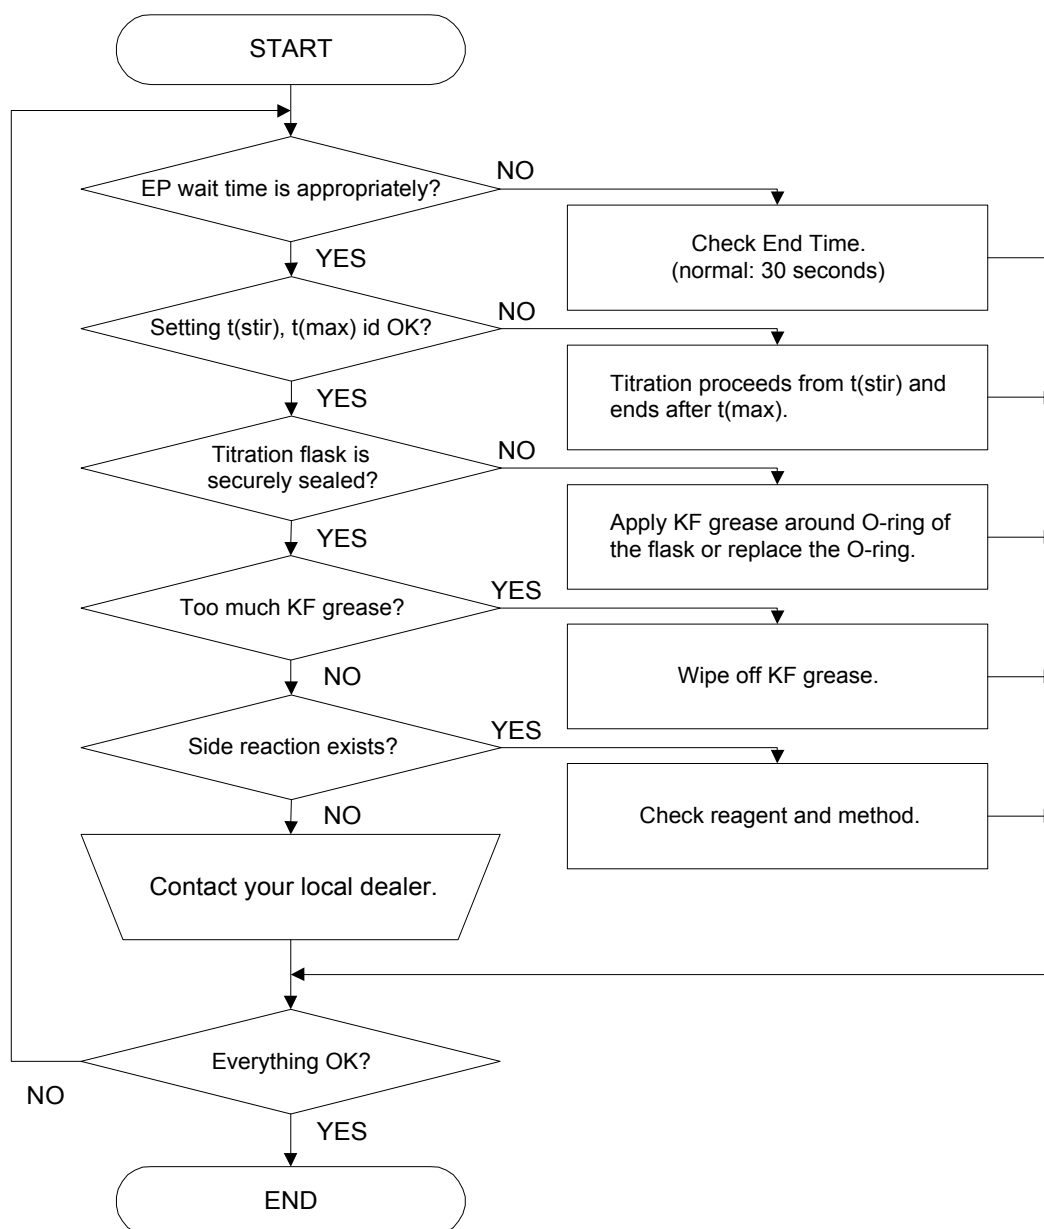 START
EP wait time is appropriately?
NO
YES
Check End Time.
(normal: 30 seconds)
Setting t(stir), t(max) id OK?
NO
YES
Titration proceeds from t(stir) and
ends after t(max).
Titration flask is
securely sealed?
NO
YES
Apply KF grease around O-ring of
the flask or replace the O-ring.
Too much KF grease?
YES
NO
Wipe off KF grease.
Side reaction exists?
YES
NO
Check reagent and method.
Contact your local dealer.
Everything OK?
NO
YES
END